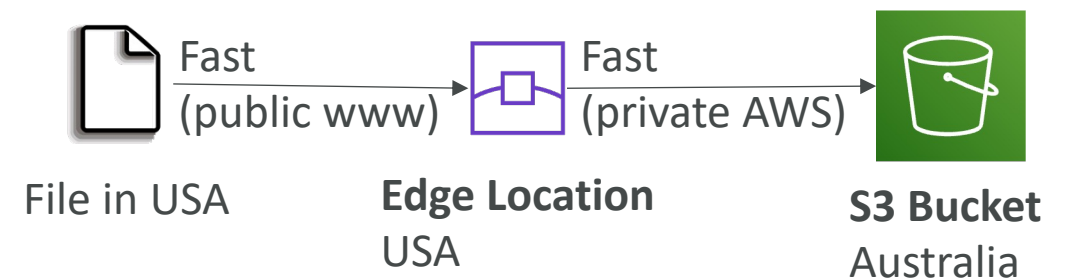 Fast
(public www)
Fast
(private AWS)
File in USA
Edge Location
USA
S3 Bucket
Australia